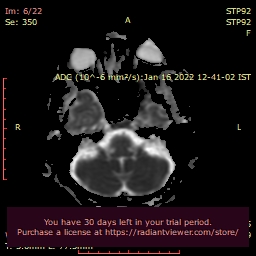 Im: 6/22
STP92
Se: 350
STP92
F
A
ADC (10^-6 mm²/s):Jan 16 2022 12-41-02 IST
R
L
You have 30 days left in your trial period.
Purchase a license at https://radiantviewer.com/store/